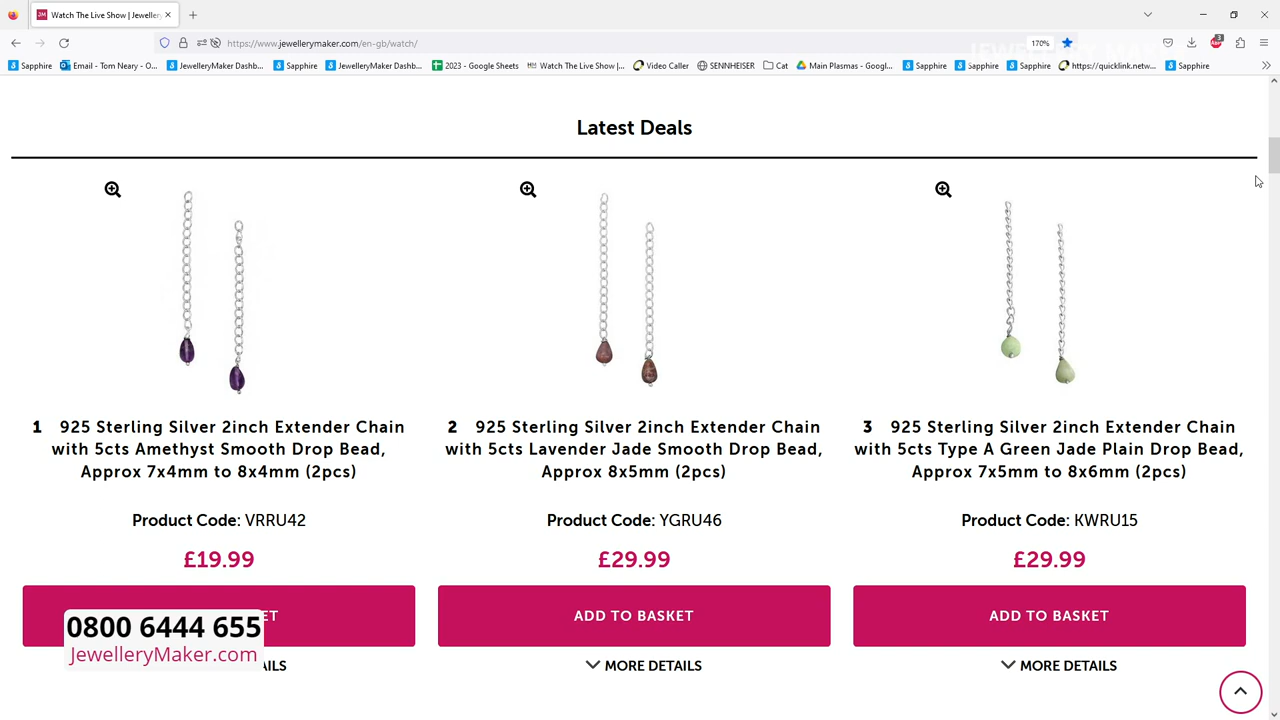 Watch The Live Show | Jeweller
https://www.jewellerymaker.com/en-gb/watch/
170%
3
Sapphire
Email - Tom Neary - O...
JewelleryMaker Dashb...
Sapphire
JewelleryMaker Dashb...
2023 - Google Sheets
Watch The Live Show |...
Video Caller
SENNHEISER
Cat
Main Plasmas - Googl...
Sapphire
Sapphire
Sapphire
https://quicklink.netw...
Sapphire
Latest Deals
1 925 Sterling Silver 2inch Extender Chain
with 5cts Amethyst Smooth Drop Bead,
Approx 7x4mm to 8x4mm (2pcs)
Product Code: VRRU42
£19.99
2 925 Sterling Silver 2inch Extender Chain
with 5cts Lavender Jade Smooth Drop Bead,
Approx 8x5mm (2pcs)
Product Code: YGRU46
£29.99
ADD TO BASKET
MORE DETAILS
3 925 Sterling Silver 2inch Extender Chain
with 5cts Type A Green Jade Plain Drop Bead,
Approx 7x5mm to 8x6mm (2pcs)
Product Code: KWRU15
£29.99
ADD TO BASKET
MORE DETAILS
0800 6444 655
JewelleryMaker.com